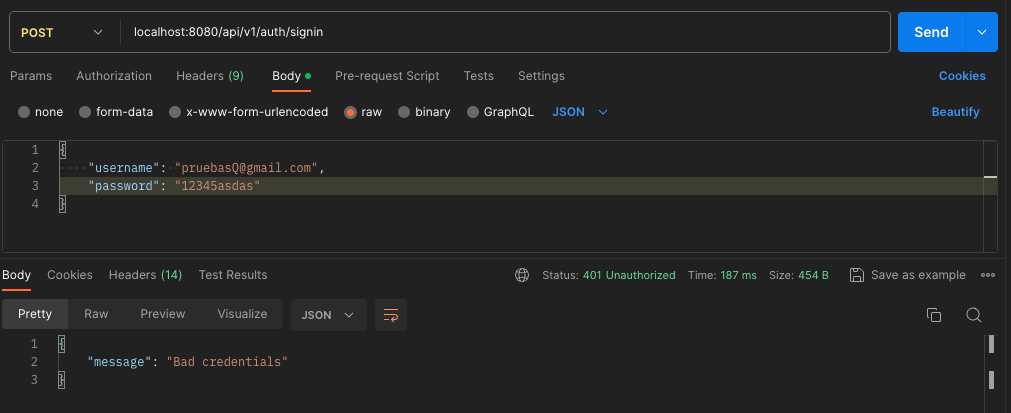 POST localhost:8080/api/v1/auth/signin Send
Params Authorization Headers (9) Body Pre-request Script Tests Settings Cookies
none form-data x-www-form-urlencoded raw binary GraphQL JSON Beautify
1 {
2 "username": "pruebasQ@gmail.com",
3 "password": "12345asdas"
4 }
Body Cookies Headers (14) Test Results Status: 401 Unauthorized Time: 187 ms Size: 454 B Save as example
Pretty Raw Preview Visualize JSON
1 {
2 "message": "Bad credentials"
3 }